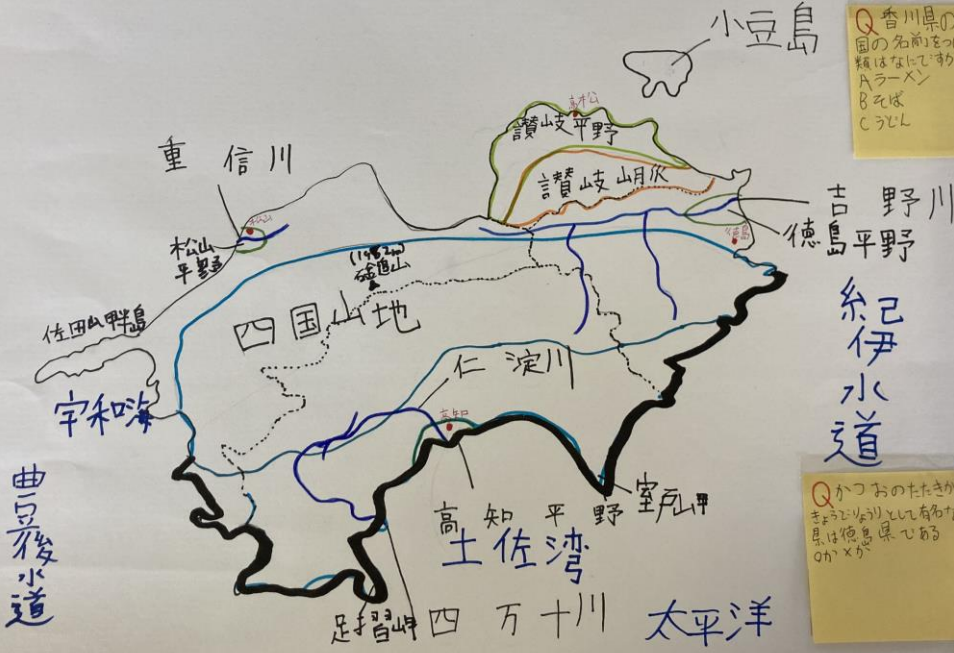 小豆島
Q 香川県の
国の名前をつ
類はなにですか
Aラーメン
Bそば
Cうどん
高松
讃岐平野
重信川
讃岐山脈
松山
吉野川
徳島平野
徳島
松山
平野
(1982m)
石鎚山
四国山地
佐田岬半島
紀伊水道
仁淀川
宇和海
高知
豊後水道
室戸岬
高知平野
土佐湾
Qかつおのたたきが
きょうどりょうりとして有名な
県は徳島県である
○か×か
足摺岬
四万十川
太平洋